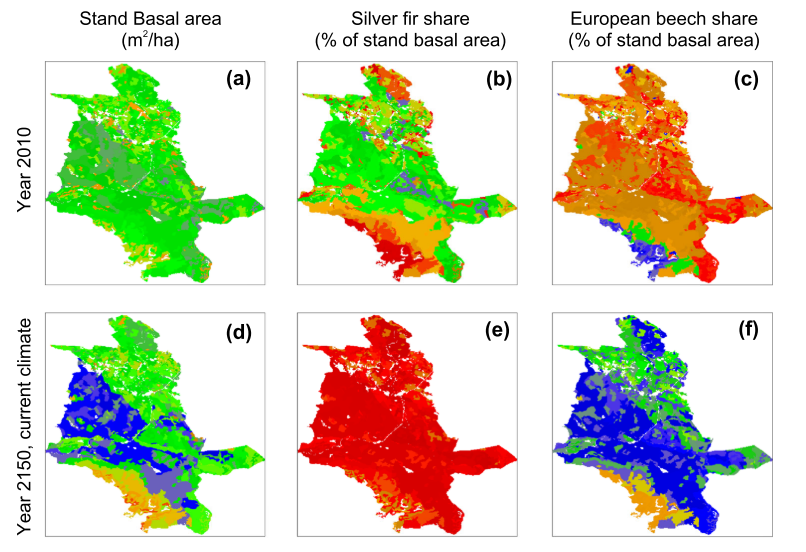 Stand Basal area
(m²/ha)
Silver fir share
(% of stand basal area)
European beech share
(% of stand basal area)
Year 2010
(a)
(b)
(c)
Year 2150, current climate
(d)
(e)
(f)